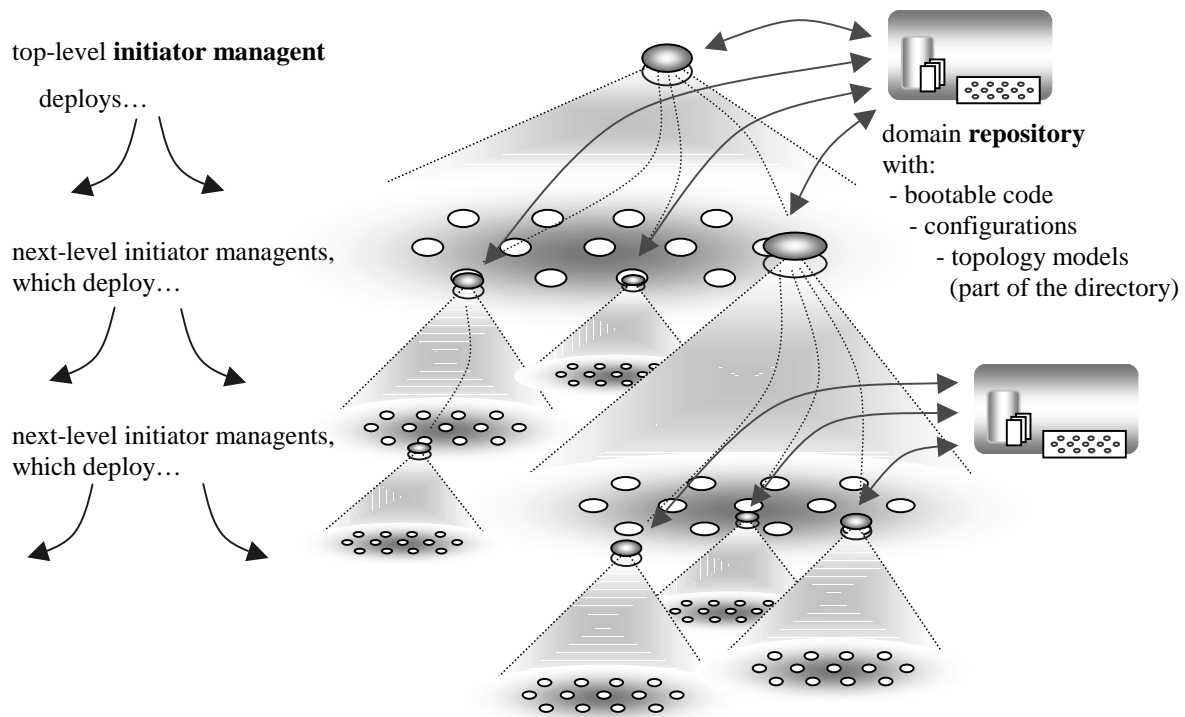 top-level initiator managent
deploys…
next-level initiator managents,
which deploy…
next-level initiator managents,
which deploy…
domain repository
with:
- bootable code
- configurations
- topology models
(part of the directory)